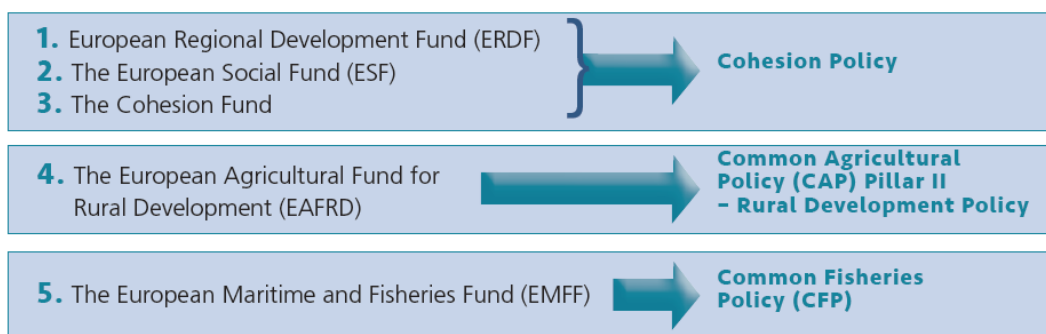 1. European Regional Development Fund (ERDF)
2. The European Social Fund (ESF)
3. The Cohesion Fund
Cohesion Policy
4. The European Agricultural Fund for
Rural Development (EAFRD)
Common Agricultural
Policy (CAP) Pillar II
– Rural Development Policy
5. The European Maritime and Fisheries Fund (EMFF)
Common Fisheries
Policy (CFP)